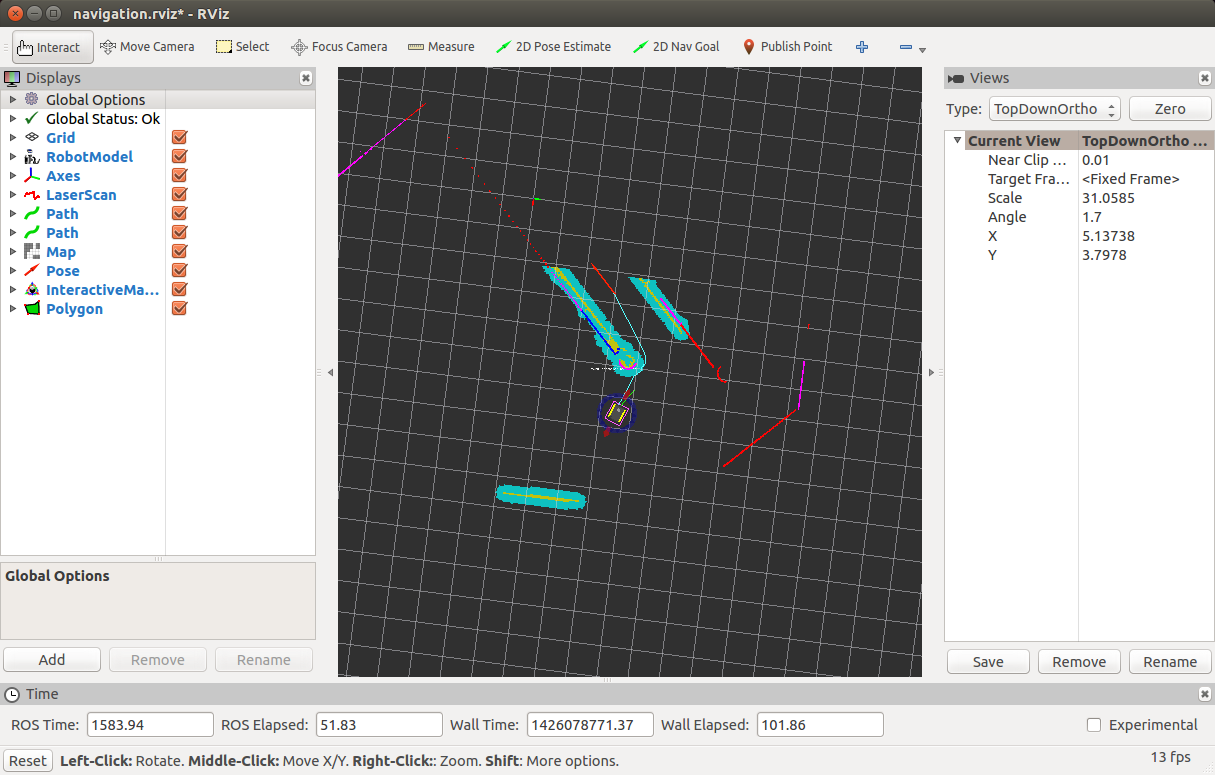 navigation.rviz* - RViz
Interact Move Camera Select Focus Camera Measure 2D Pose Estimate 2D Nav Goal Publish Point
Displays
Global Options
Global Status: Ok
Grid
RobotModel
Axes
LaserScan
Path
Path
Map
Pose
InteractiveMa...
Polygon
Global Options
Add Remove Rename
Views
Type: TopDownOrtho Zero
Current View TopDownOrtho ...
Near Clip ... 0.01
Target Fra... <Fixed Frame>
Scale 31.0585
Angle 1.7
X 5.13738
Y 3.7978
Save Remove Rename
Time
ROS Time: 1583.94 ROS Elapsed: 51.83 Wall Time: 1426078771.37 Wall Elapsed: 101.86 Experimental
Reset Left-Click: Rotate. Middle-Click: Move X/Y. Right-Click:: Zoom. Shift: More options. 13 fps